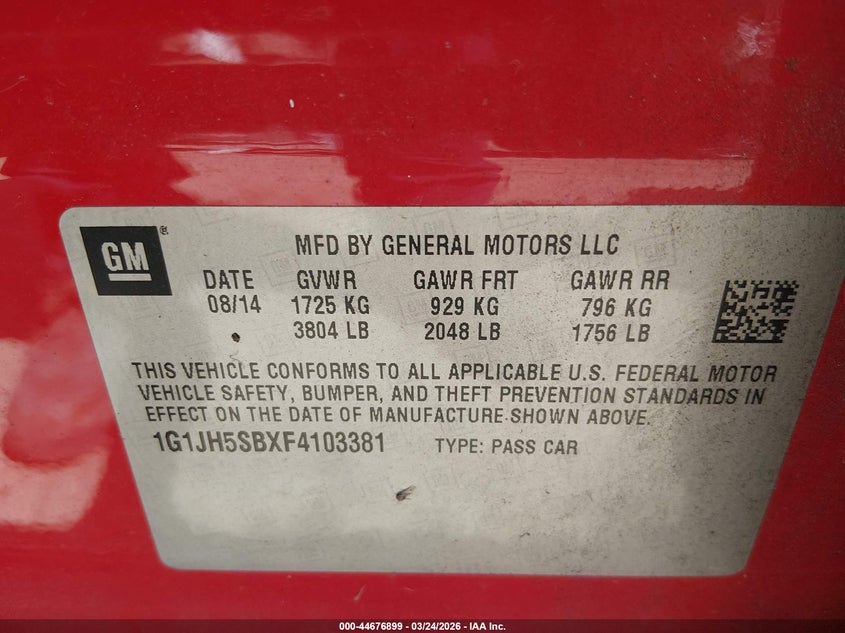 GM ®
MFD BY GENERAL MOTORS LLC
DATE GVWR GAWR FRT GAWR RR
08/14 1725 KG 929 KG 796 KG
3804 LB 2048 LB 1756 LB
THIS VEHICLE CONFORMS TO ALL APPLICABLE U.S. FEDERAL MOTOR
VEHICLE SAFETY, BUMPER, AND THEFT PREVENTION STANDARDS IN
EFFECT ON THE DATE OF MANUFACTURE SHOWN ABOVE.
1G1JH5SBXF4103381 TYPE: PASS CAR
000-44676899 - 03/24/2026 - IAA Inc.